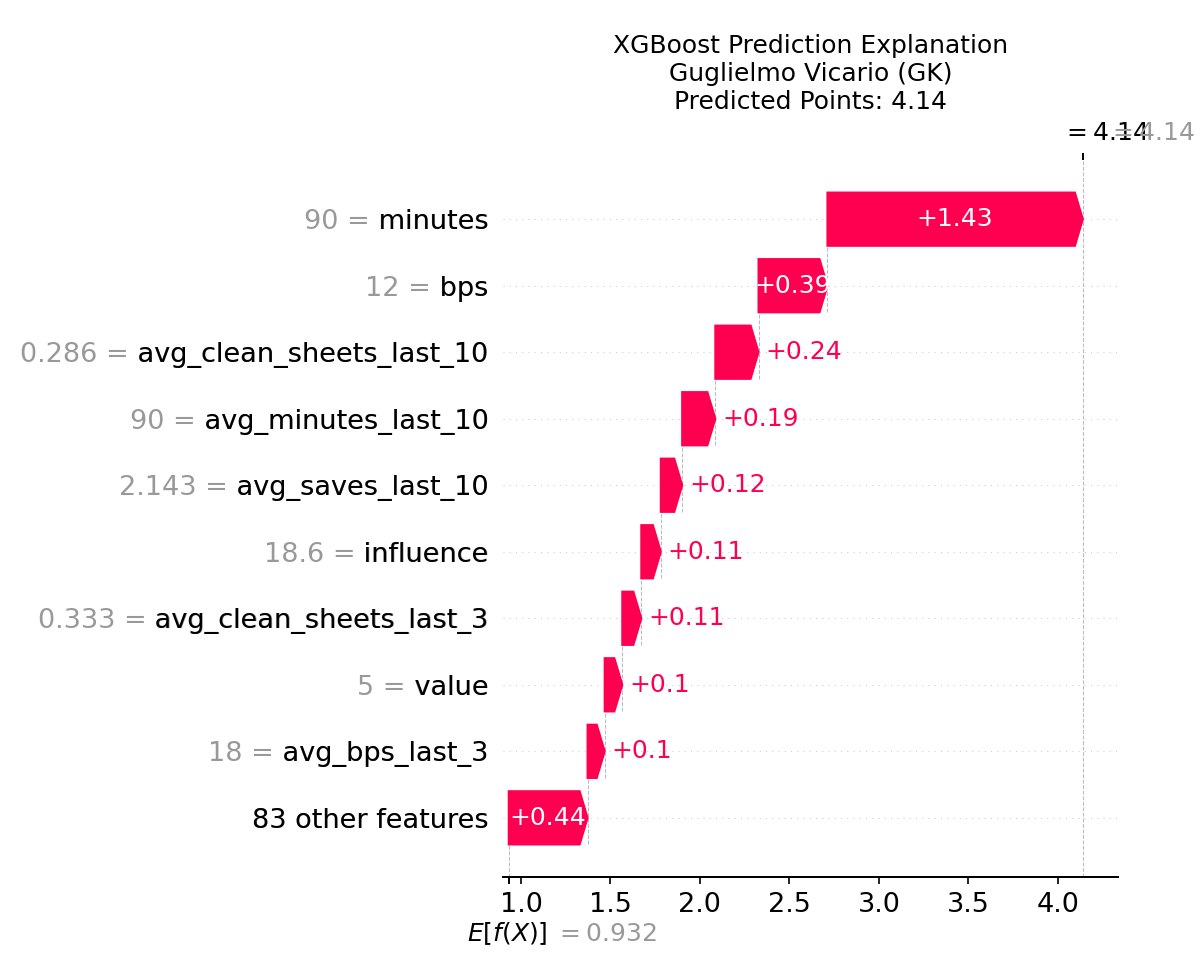 XGBoost Prediction Explanation
Guglielmo Vicario (GK)
Predicted Points: 4.14
= 4.14 = 4.14
90 = minutes +1.43
12 = bps +0.39
0.286 = avg_clean_sheets_last_10 +0.24
90 = avg_minutes_last_10 +0.19
2.143 = avg_saves_last_10 +0.12
18.6 = influence +0.11
0.333 = avg_clean_sheets_last_3 +0.11
5 = value +0.1
18 = avg_bps_last_3 +0.1
83 other features +0.44
1.0 1.5 2.0 2.5 3.0 3.5 4.0
E[f(X)] = 0.932